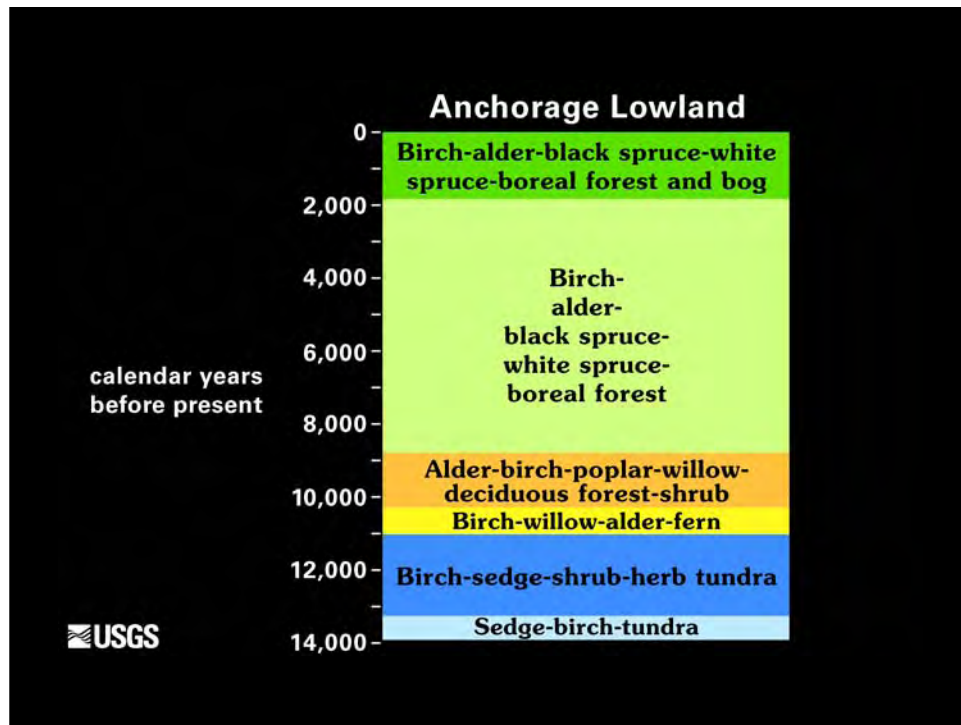 Anchorage Lowland
0
Birch-alder-black spruce-white
spruce-boreal forest and bog
2,000
4,000
Birch-
alder-
black spruce-
6,000
white spruce-
calendar years
before present
boreal forest
8,000
Alder-birch-poplar-willow-
deciduous forest-shrub
10,000
Birch-willow-alder-fern
12,000
Birch-sedge-shrub-herb tundra
Sedge-birch-tundra
14,000
USGS